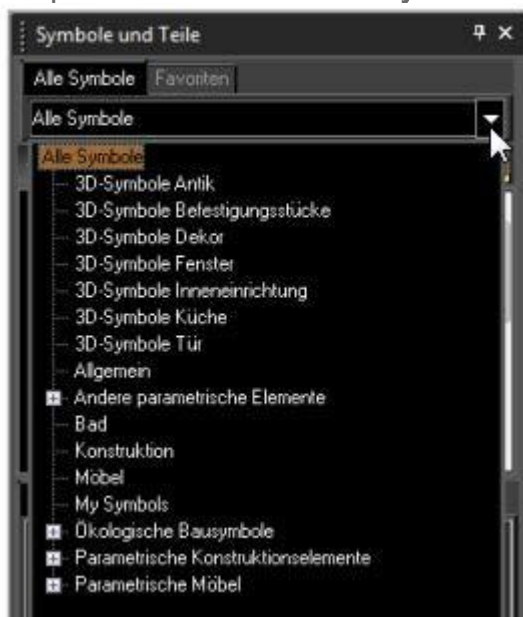 Symbole und Teile
Alle Symbole Favoriten
Alle Symbole
Alle Symbole
3D-Symbole Antik
3D-Symbole Befestigungsstücke
3D-Symbole Dekor
3D-Symbole Fenster
3D-Symbole Inneneinrichtung
3D-Symbole Küche
3D-Symbole Tür
Allgemein
Andere parametrische Elemente
Bad
Konstruktion
Möbel
My Symbols
Ökologische Bausymbole
Parametrische Konstruktionselemente
Parametrische Möbel